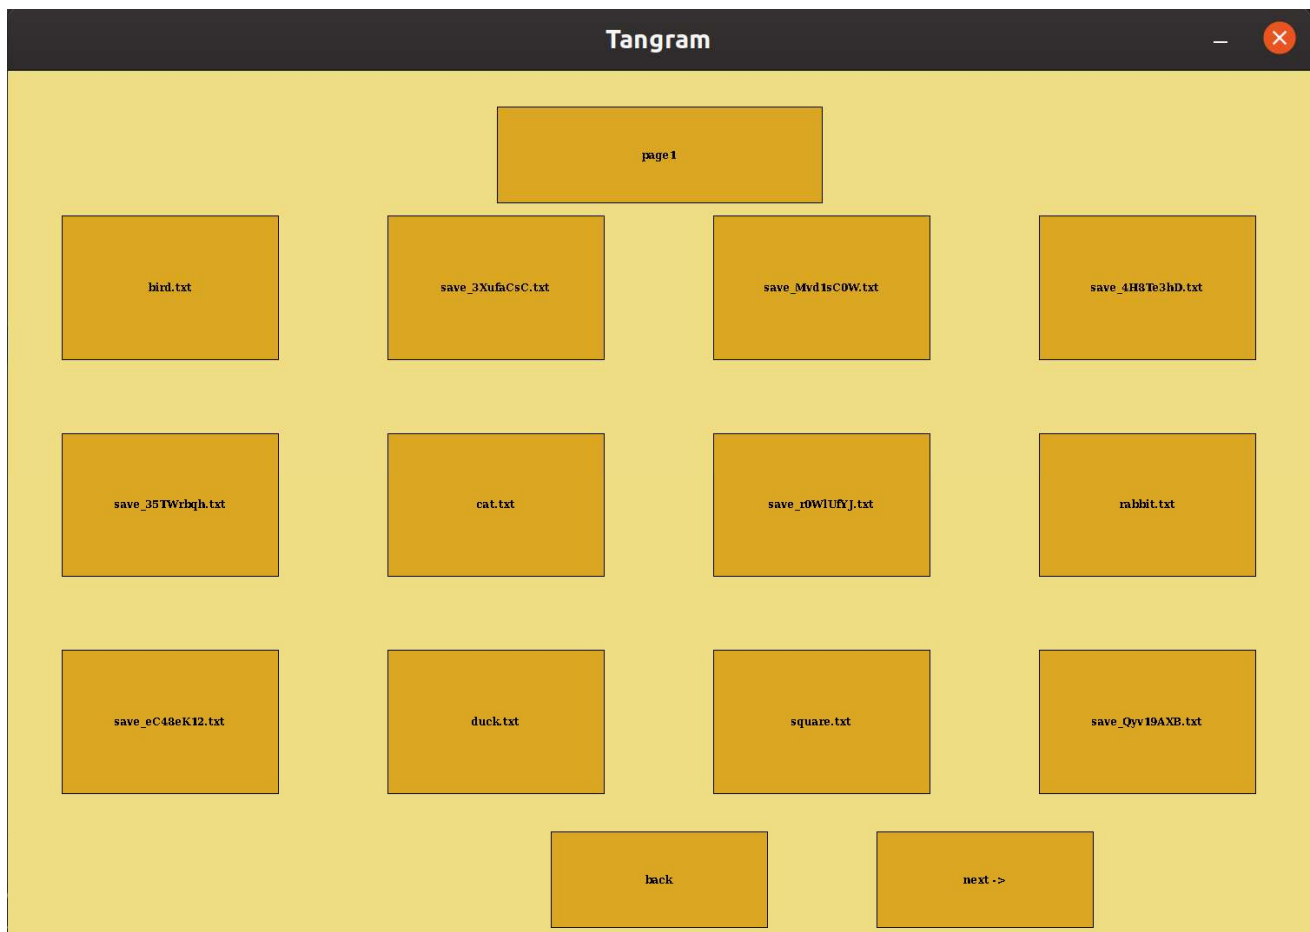 Tangram
page1
bird.txt
save_3XufaCsC.txt
save_Mvd1sC0W.txt
save_4H8Te3hD.txt
save_35TWrbqh.txt
cat.txt
save_r0WlUfYJ.txt
rabbit.txt
save_eC48eK12.txt
duck.txt
square.txt
save_Qyv19AXB.txt
back
next ->